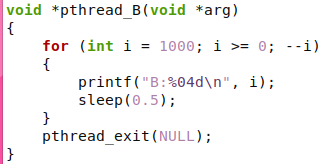 void *pthread_B(void *arg)
{
    for (int i = 1000; i >= 0; --i)
    {
        printf("B:%04d\n", i);
        sleep(0.5);
    }
    pthread_exit(NULL);
}